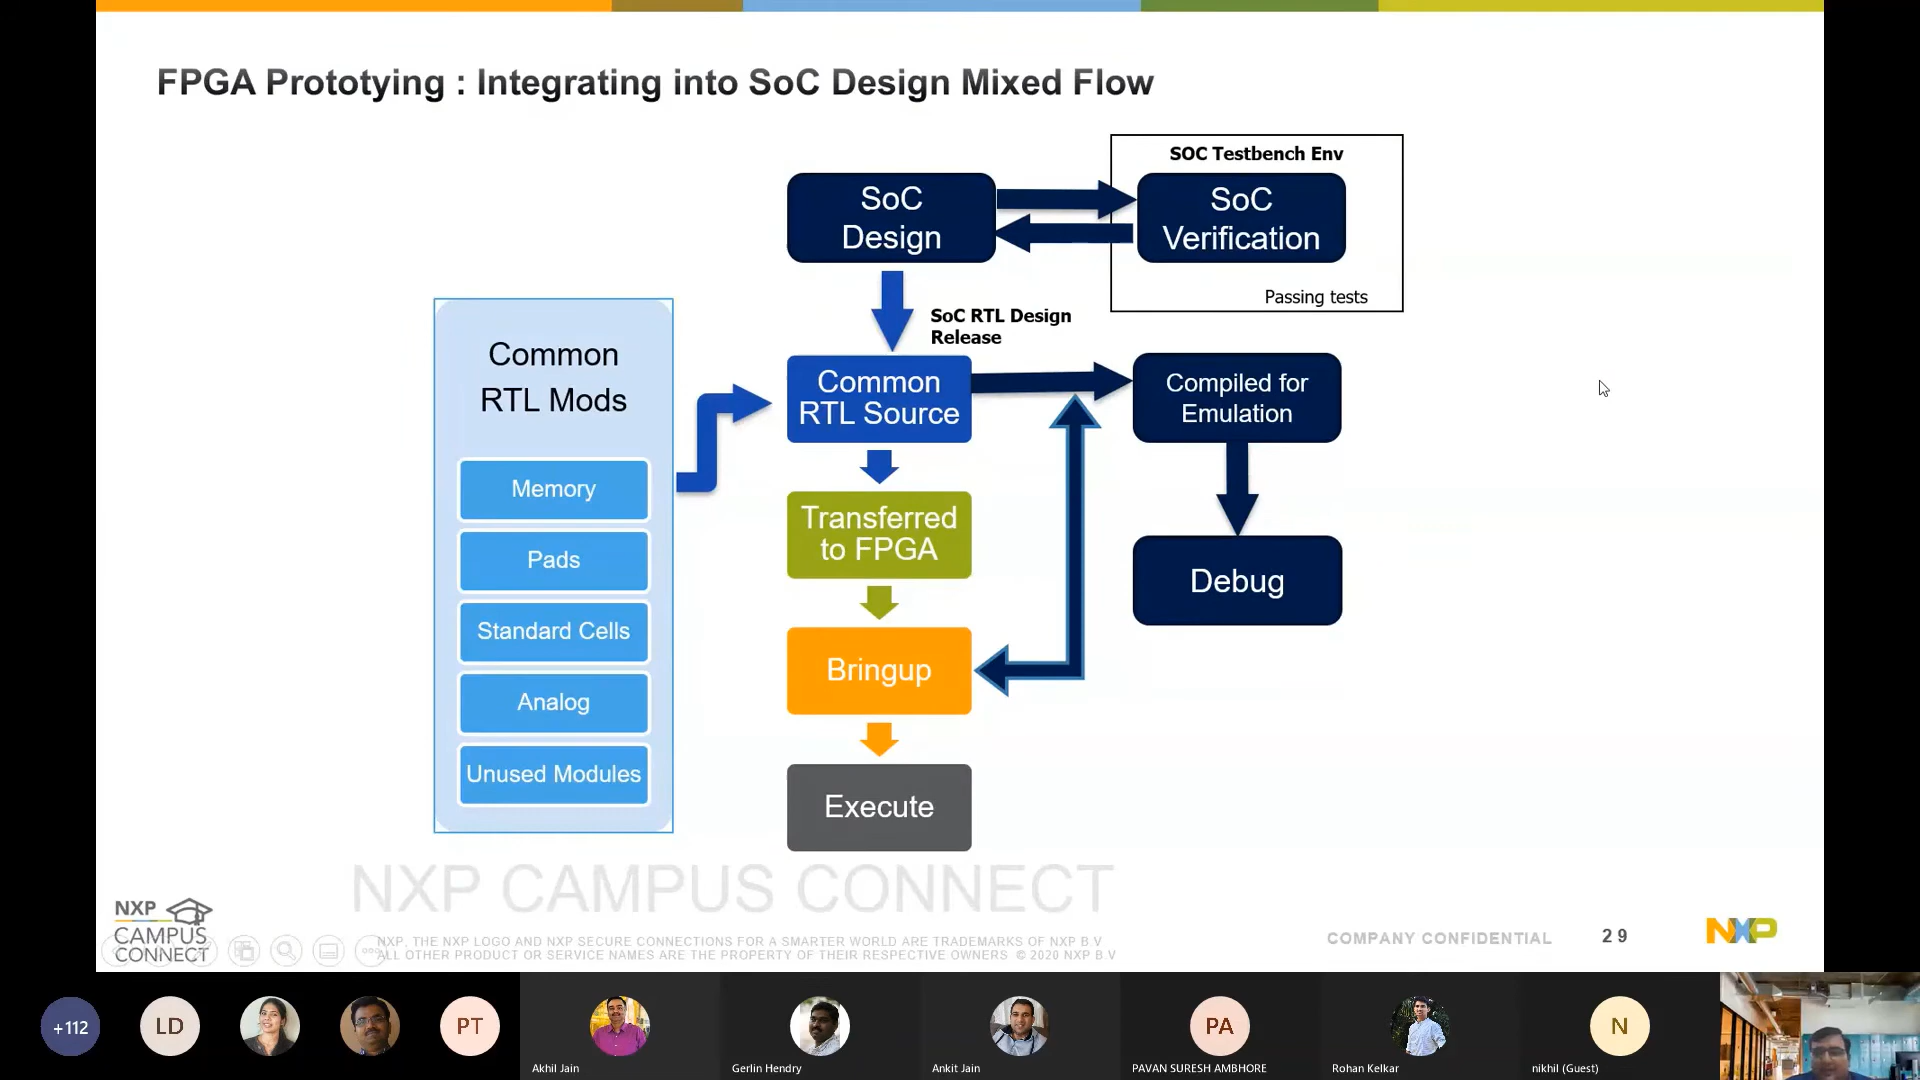 FPGA Prototying : Integrating into SoC Design Mixed Flow
SOC Testbench Env
SoC
Design
SoC
Verification
Passing tests
SoC RTL Design
Release
Common
RTL Mods
Memory
Pads
Standard Cells
Analog
Unused Modules
Common
RTL Source
Compiled for
Emulation
Transferred
to FPGA
Debug
Bringup
Execute
NXP CAMPUS CONNECT
NXP
CAMPUS
CONNECT
NXP, THE NXP LOGO AND NXP SECURE CONNECTIONS FOR A SMARTER WORLD ARE TRADEMARKS OF NXP B.V
ALL OTHER PRODUCT OR SERVICE NAMES ARE THE PROPERTY OF THEIR RESPECTIVE OWNERS © 2020 NXP B.V
COMPANY CONFIDENTIAL
29
NXP
+112
LD
PT
Akhil Jain
Gerlin Hendry
Ankit Jain
PA
PAVAN SURESH AMBHORE
Rohan Kelkar
N
nikhil (Guest)